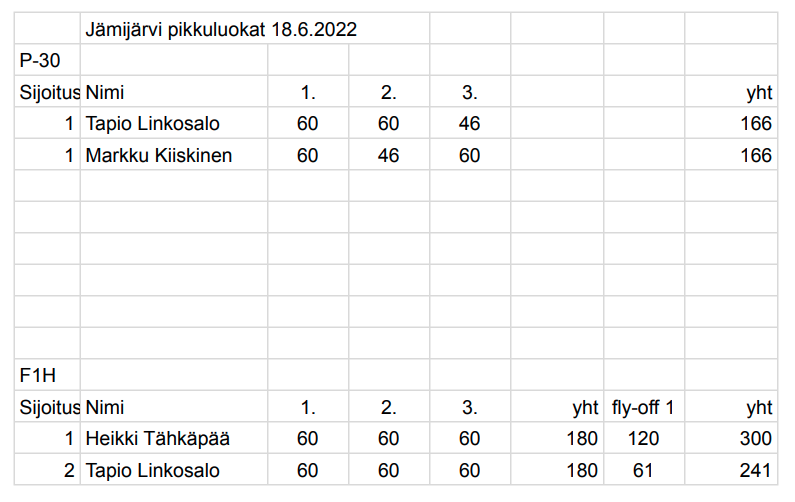 Jämijärvi pikkuluokat 18.6.2022
P-30
Sijoitus Nimi 1. 2. 3. yht
1 Tapio Linkosalo 60 60 46 166
1 Markku Kiiskinen 60 46 60 166
F1H
Sijoitus Nimi 1. 2. 3. yht fly-off 1 yht
1 Heikki Tähkäpää 60 60 60 180 120 300
2 Tapio Linkosalo 60 60 60 180 61 241